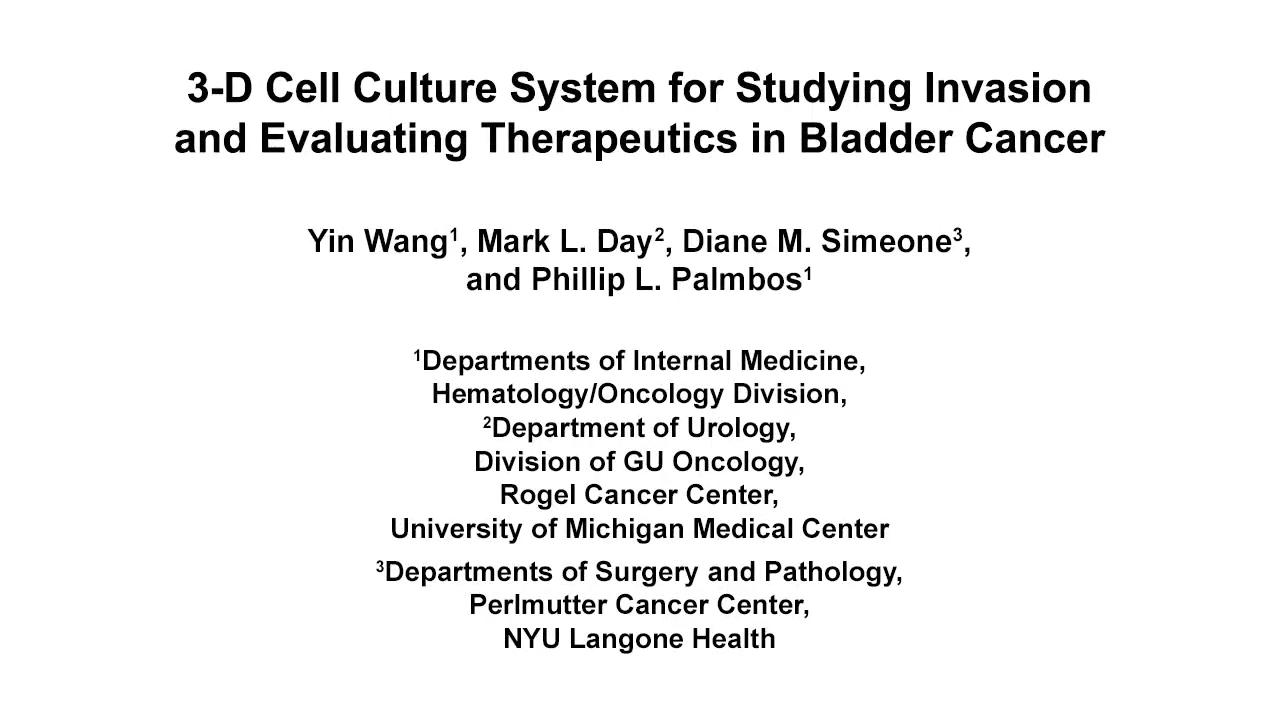 3-D Cell Culture System for Studying Invasion
and Evaluating Therapeutics in Bladder Cancer
Yin Wang¹, Mark L. Day², Diane M. Simeone³,
and Phillip L. Palmbos¹
¹Departments of Internal Medicine,
Hematology/Oncology Division,
²Department of Urology,
Division of GU Oncology,
Rogel Cancer Center,
University of Michigan Medical Center
³Departments of Surgery and Pathology,
Perlmutter Cancer Center,
NYU Langone Health